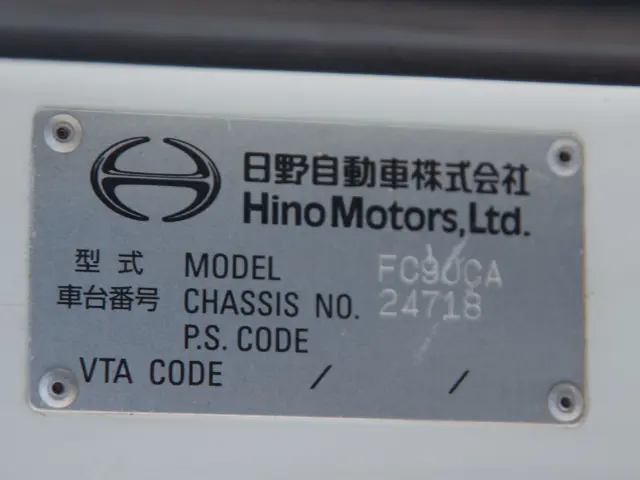 日野自動車株式会社
Hino Motors, Ltd.
型式 MODEL FC9JCA
車台番号 CHASSIS NO. 24718
P.S. CODE
VTA CODE / /